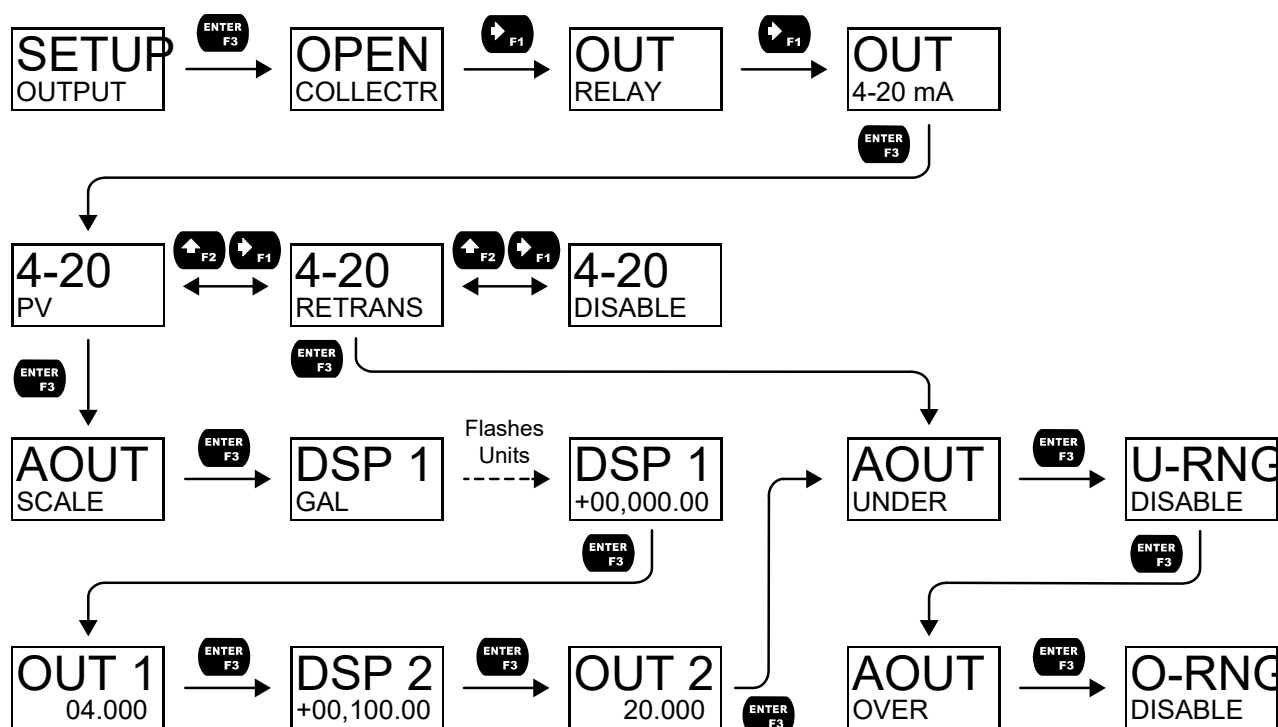 ENTER
F3
F1
F1
SETUP
OUTPUT
OPEN
COLLECTR
OUT
RELAY
OUT
4-20 mA
ENTER
F3
F2
F1
F2
F1
4-20
PV
4-20
RETRANS
4-20
DISABLE
ENTER
F3
ENTER
F3
Flashes
Units
ENTER
F3
ENTER
F3
AOUT
SCALE
DSP 1
GAL
DSP 1
+00,000.00
AOUT
UNDER
U-RNG
DISABLE
ENTER
F3
ENTER
F3
ENTER
F3
ENTER
F3
ENTER
F3
OUT 1
04.000
DSP 2
+00,100.00
OUT 2
20.000
ENTER
F3
AOUT
OVER
O-RNG
DISABLE